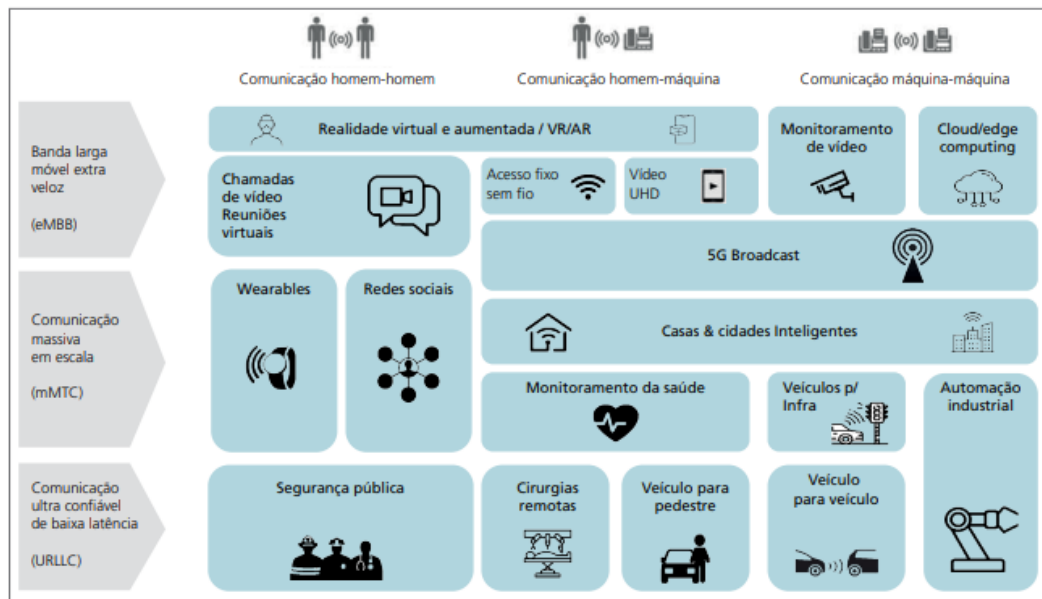 Comunicação homem-homem
Comunicação homem-máquina
Comunicação máquina-máquina
Banda larga
móvel extra
veloz
(eMBB)
Realidade virtual e aumentada / VR/AR
Monitoramento
de vídeo
Cloud/edge
computing
Chamadas
de vídeo
Reuniões
virtuais
Acesso fixo
sem fio
Vídeo
UHD
5G Broadcast
Comunicação
massiva
em escala
(mMTC)
Wearables
Redes sociais
Casas & cidades Inteligentes
Monitoramento da saúde
Veículos p/
Infra
Automação
industrial
Comunicação
ultra confiável
de baixa latência
(URLLC)
Segurança pública
Cirurgias
remotas
Veículo para
pedestre
Veículo
para veículo